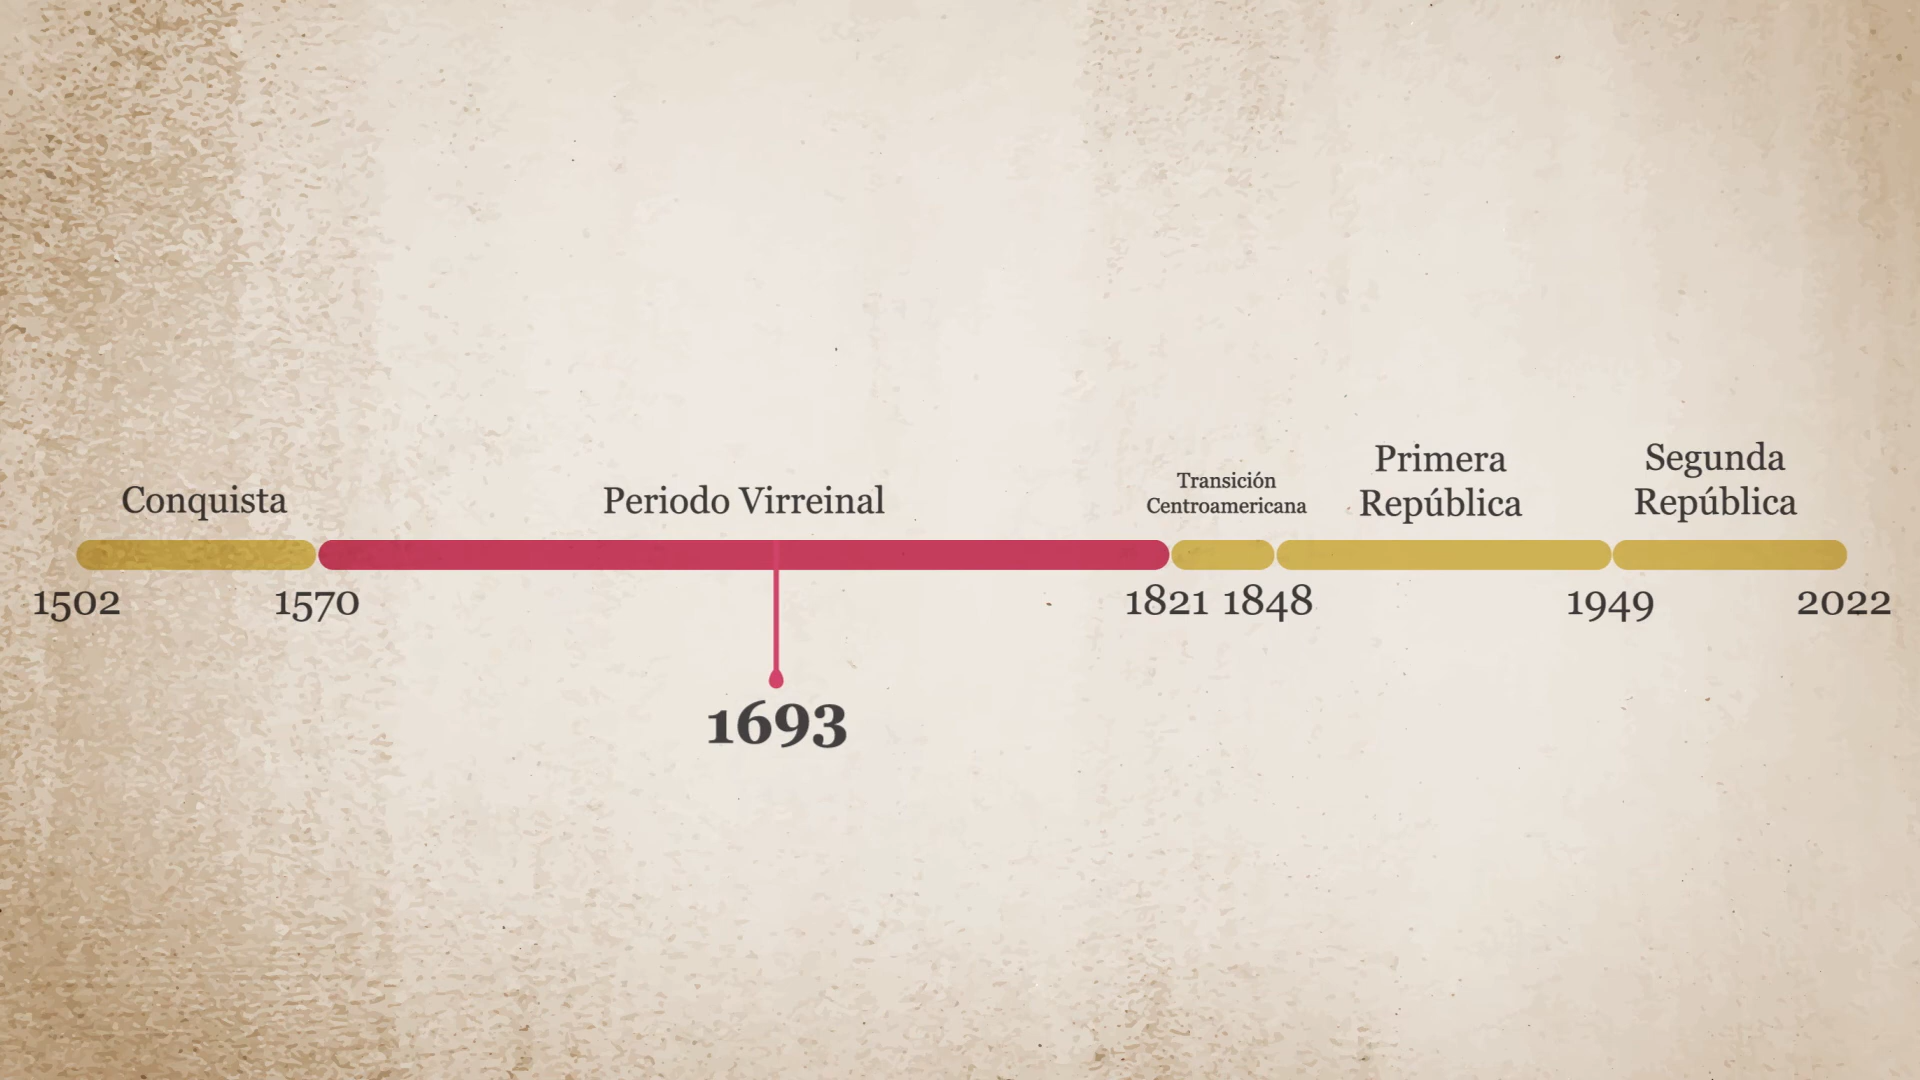 Conquista
Periodo Virreinal
Transición
Centroamericana
Primera
República
Segunda
República
1502
1570
1821
1848
1949
2022
1693